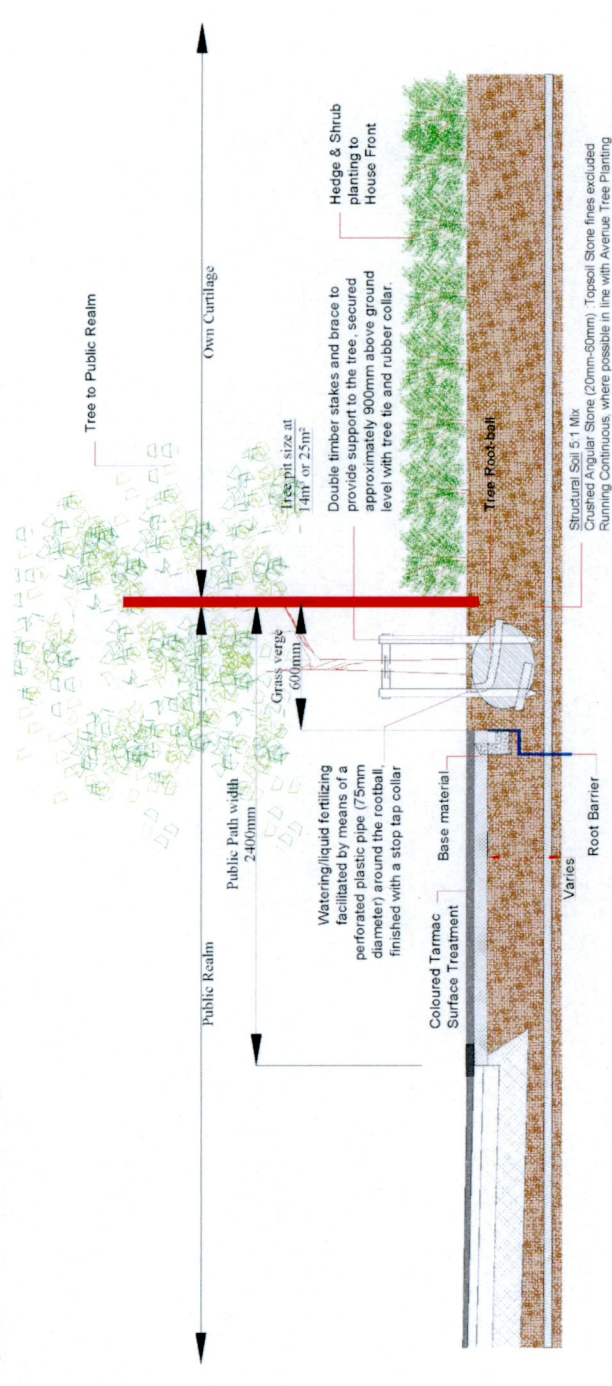 Tree to Public Realm
Own Curtilage
Public Realm
Public Path width
2400mm
Grass verge
600mm
Tree pit size at
14m² or 25m²
Hedge & Shrub
planting to
House Front
Double timber stakes and brace to
provide support to the tree, secured
approximately 900mm above ground
level with tree tie and rubber collar.
Watering/liquid fertilizing
facilitated by means of a
perforated plastic pipe (75mm
diameter) around the rootball,
finished with a stop tap collar
Coloured Tarmac
Surface Treatment
Base material
Tree Root-ball
Varies
Root Barrier
Structural Soil 5:1 Mix
Crushed Angular Stone (20mm-60mm) :Topsoil Stone fines excluded
Running Continuous, where possible in line with Avenue Tree Planting